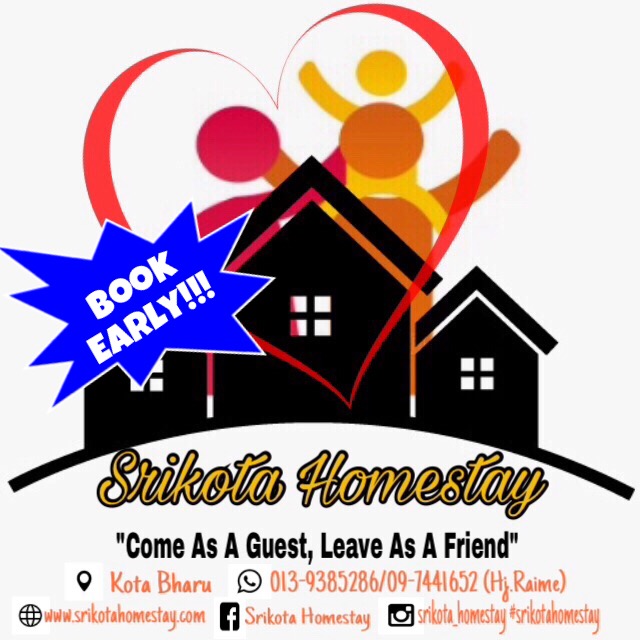 BOOK
EARLY!!!
Srikota Homestay
"Come As A Guest, Leave As A Friend"
Kota Bharu 013-9385286/09-7441652 (Hj.Raime)
www.srikotahomestay.com Srikota Homestay srikota_homestay #srikotahomestay